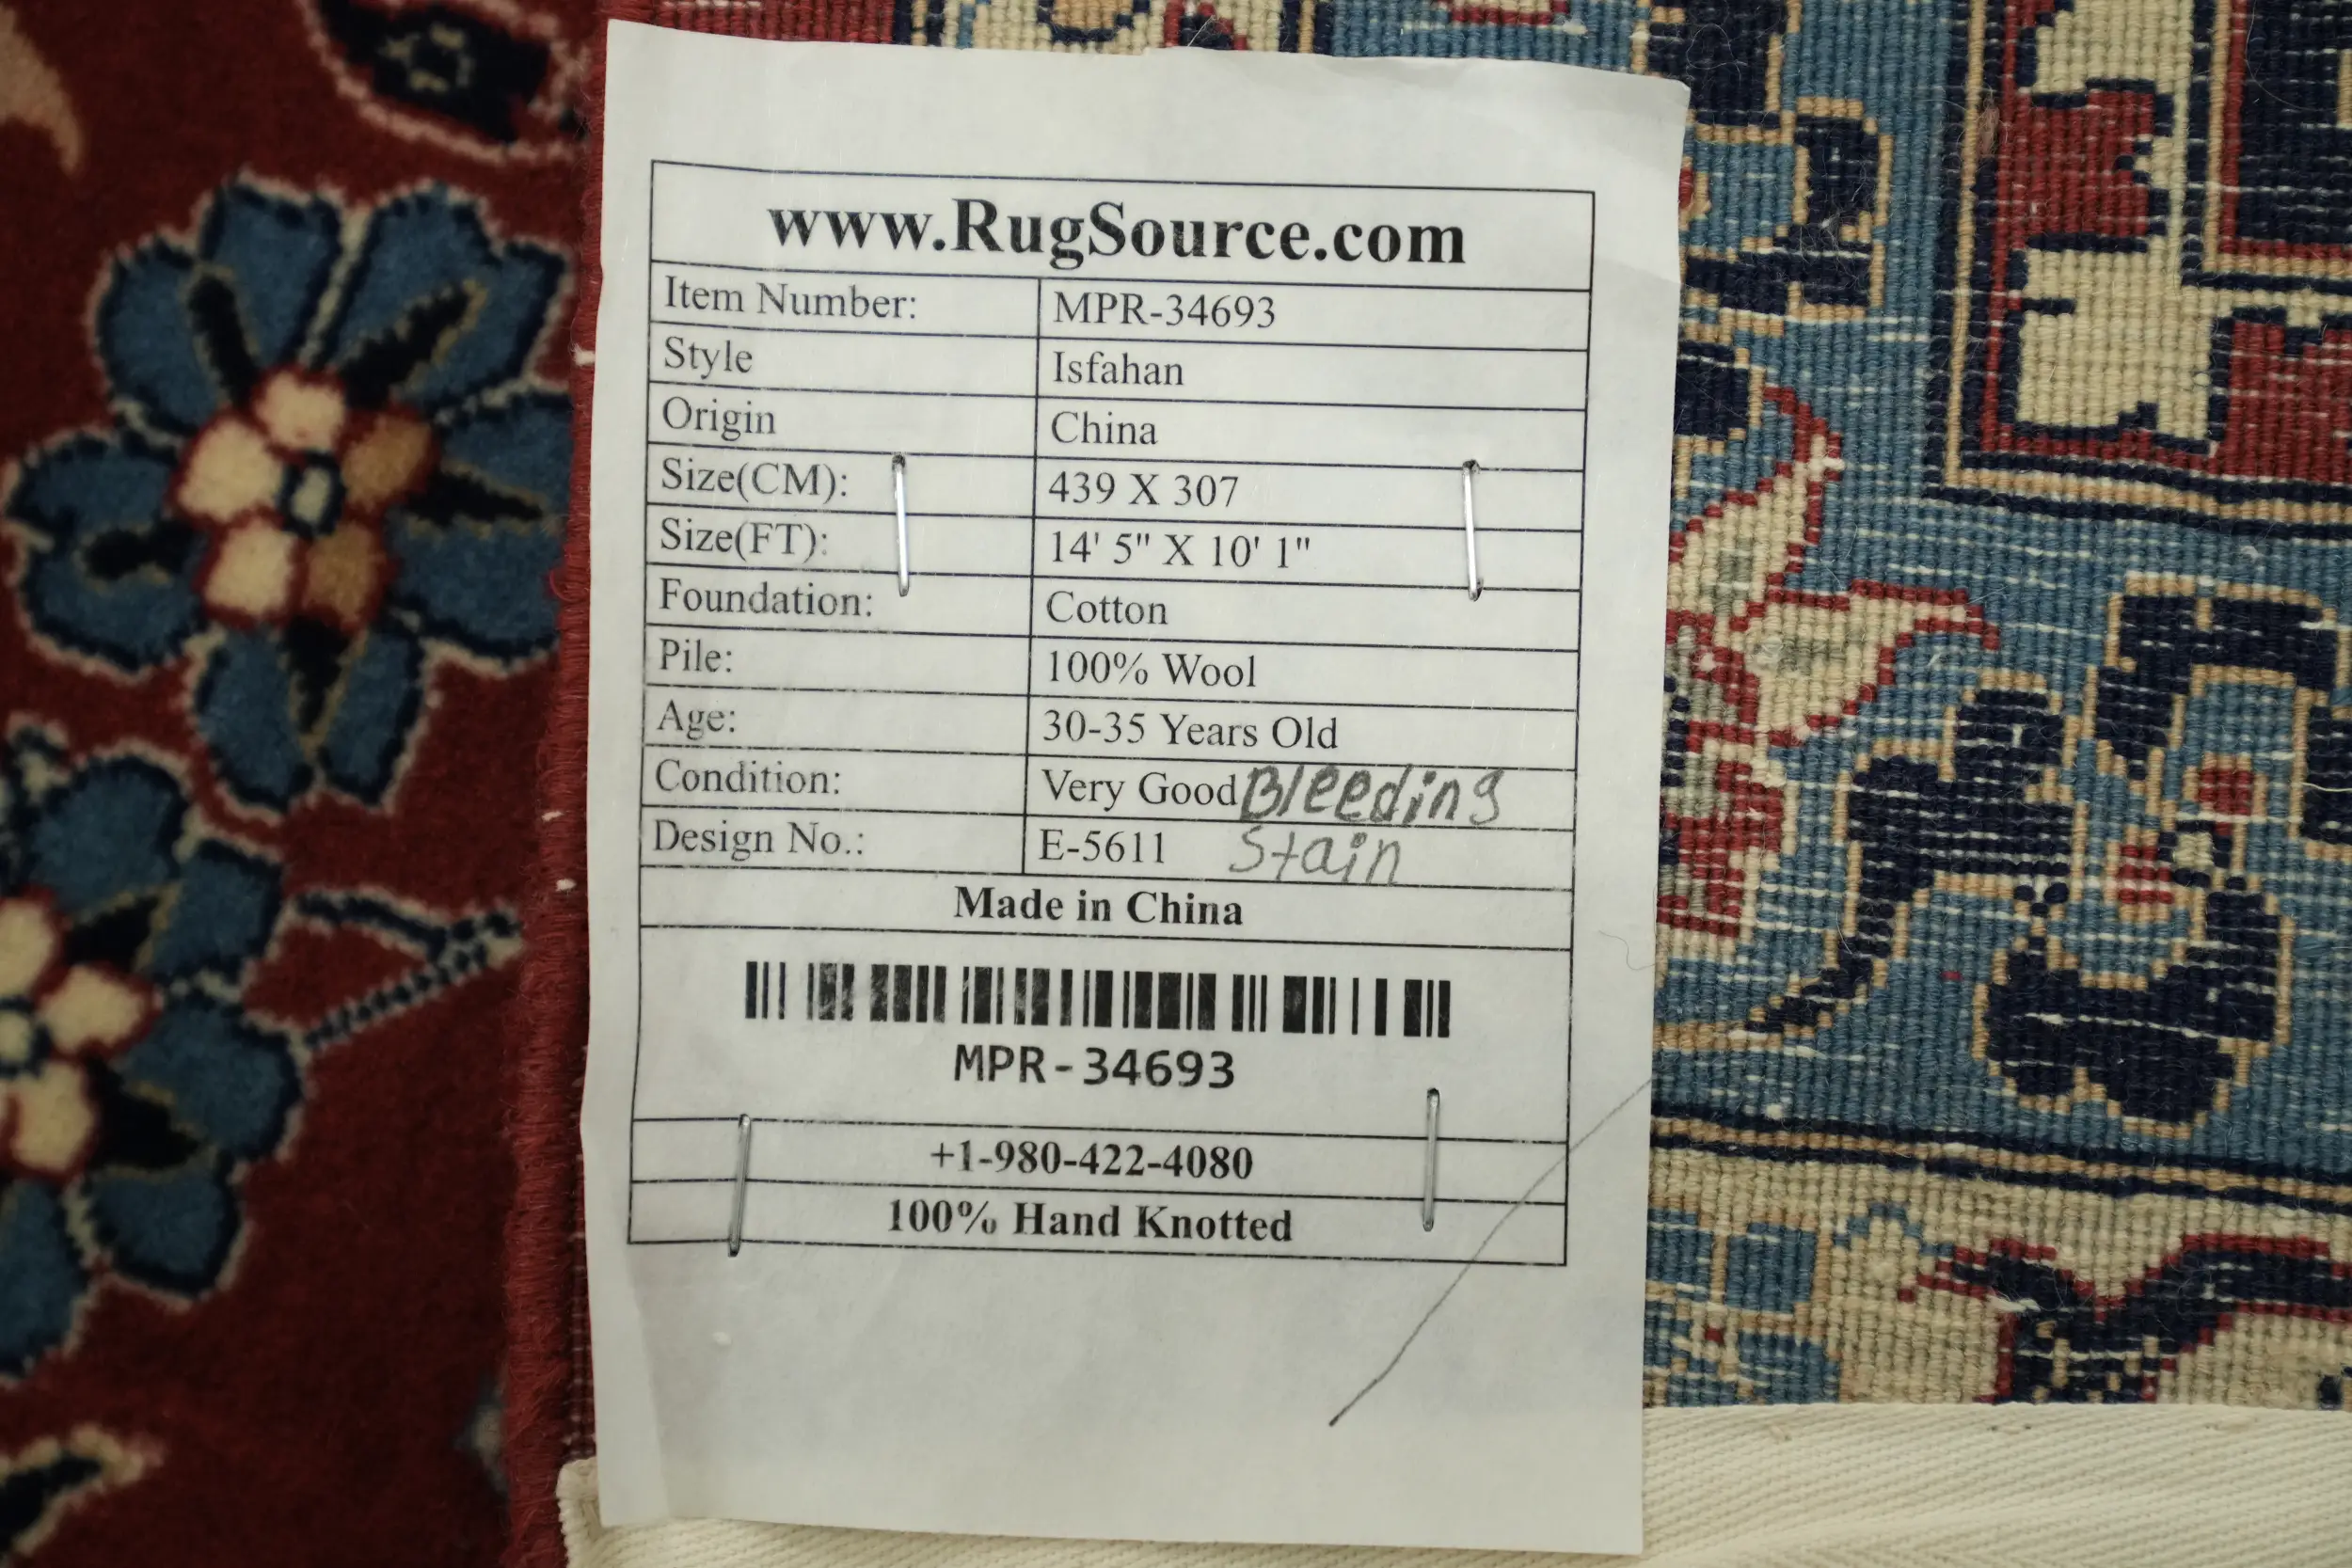 www.RugSource.com
Item Number: MPR-34693
Style Isfahan
Origin China
Size(CM): 439 X 307
Size(FT): 14' 5" X 10' 1"
Foundation: Cotton
Pile: 100% Wool
Age: 30-35 Years Old
Condition: Very Good Bleeding
Design No.: E-5611 Stain
Made in China
MPR-34693
+1-980-422-4080
100% Hand Knotted